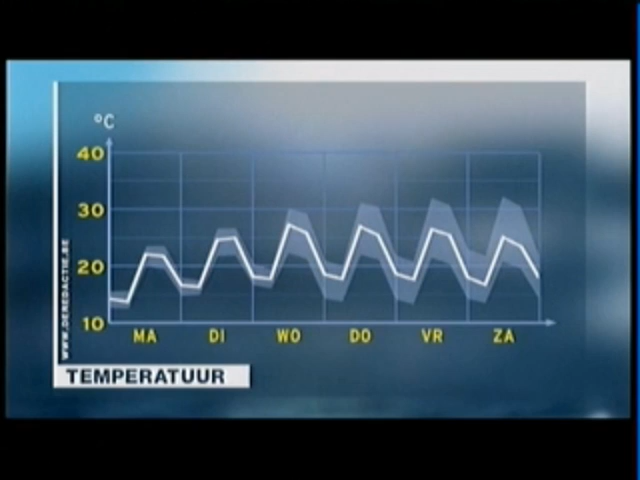 °C
40
30
20
10
MA DI WO DO VR ZA
WWW.DEREDACTIE.BE
TEMPERATUUR